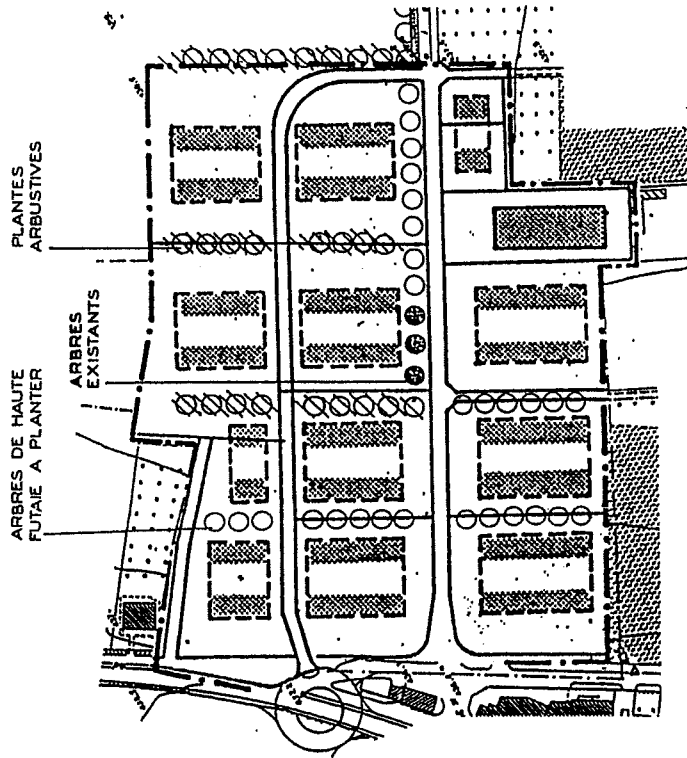 PLANTES
ARBUSTIVES
ARBRES
EXISTANTS
ARBRES DE HAUTE
FUTAIE A PLANTER